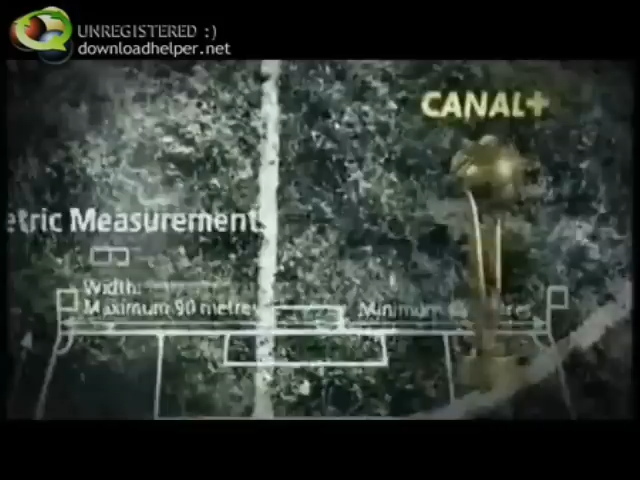 UNREGISTERED :)
downloadhelper.net
CANAL+
etric Measurement
Width:
Maximum 90 metres Minimum